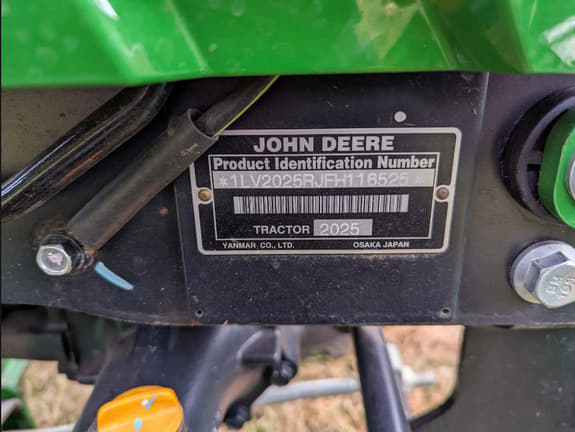 JOHN DEERE
Product Identification Number
*1LV2025RJFH116525*
TRACTOR 2025
YANMAR CO., LTD. OSAKA JAPAN